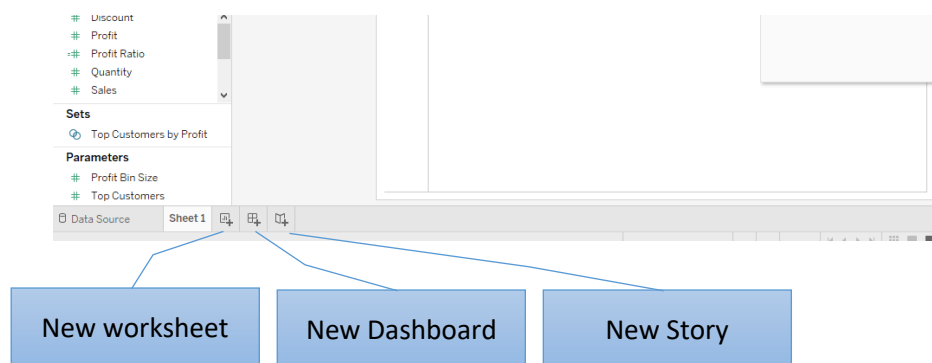 # Discount
# Profit
=# Profit Ratio
# Quantity
# Sales
Sets
Top Customers by Profit
Parameters
# Profit Bin Size
# Top Customers
Data Source Sheet 1
New worksheet New Dashboard New Story